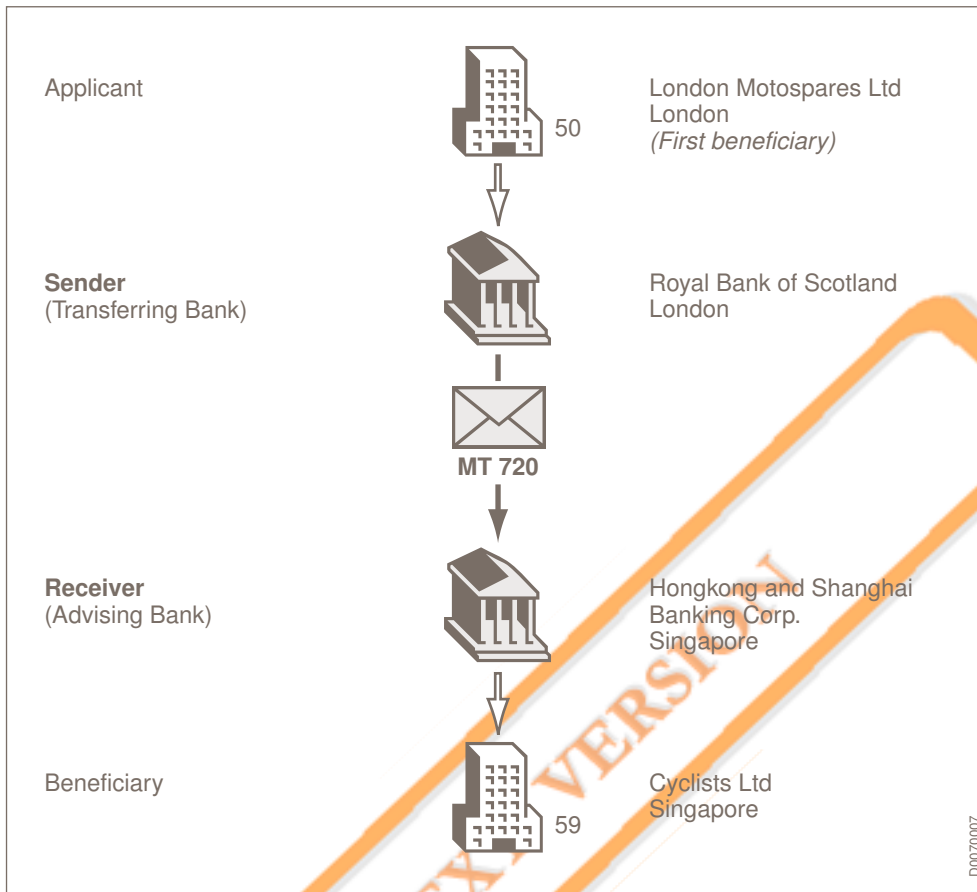 Applicant
50
London Motospares Ltd
London
(First beneficiary)
Sender
(Transferring Bank)
Royal Bank of Scotland
London
MT 720
Receiver
(Advising Bank)
Hongkong and Shanghai
Banking Corp.
Singapore
Beneficiary
59
Cyclists Ltd
Singapore
D0070007
VERSION